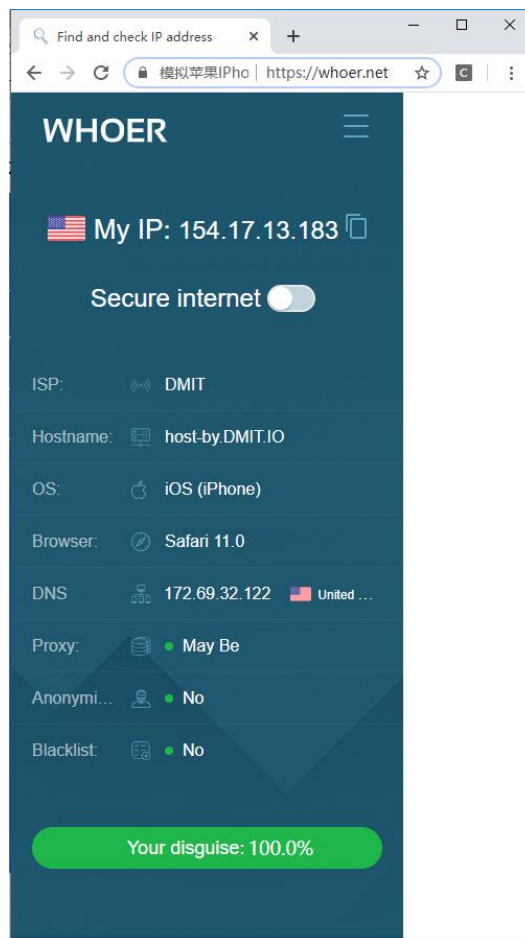 Find and check IP address
模拟苹果IPho https://whoer.net
C
WHOER
My IP: 154.17.13.183
Secure internet
ISP: DMIT
Hostname: host-by.DMIT.IO
OS: iOS (iPhone)
Browser: Safari 11.0
DNS 172.69.32.122 United ...
Proxy: May Be
Anonymi... No
Blacklist: No
Your disguise: 100.0%